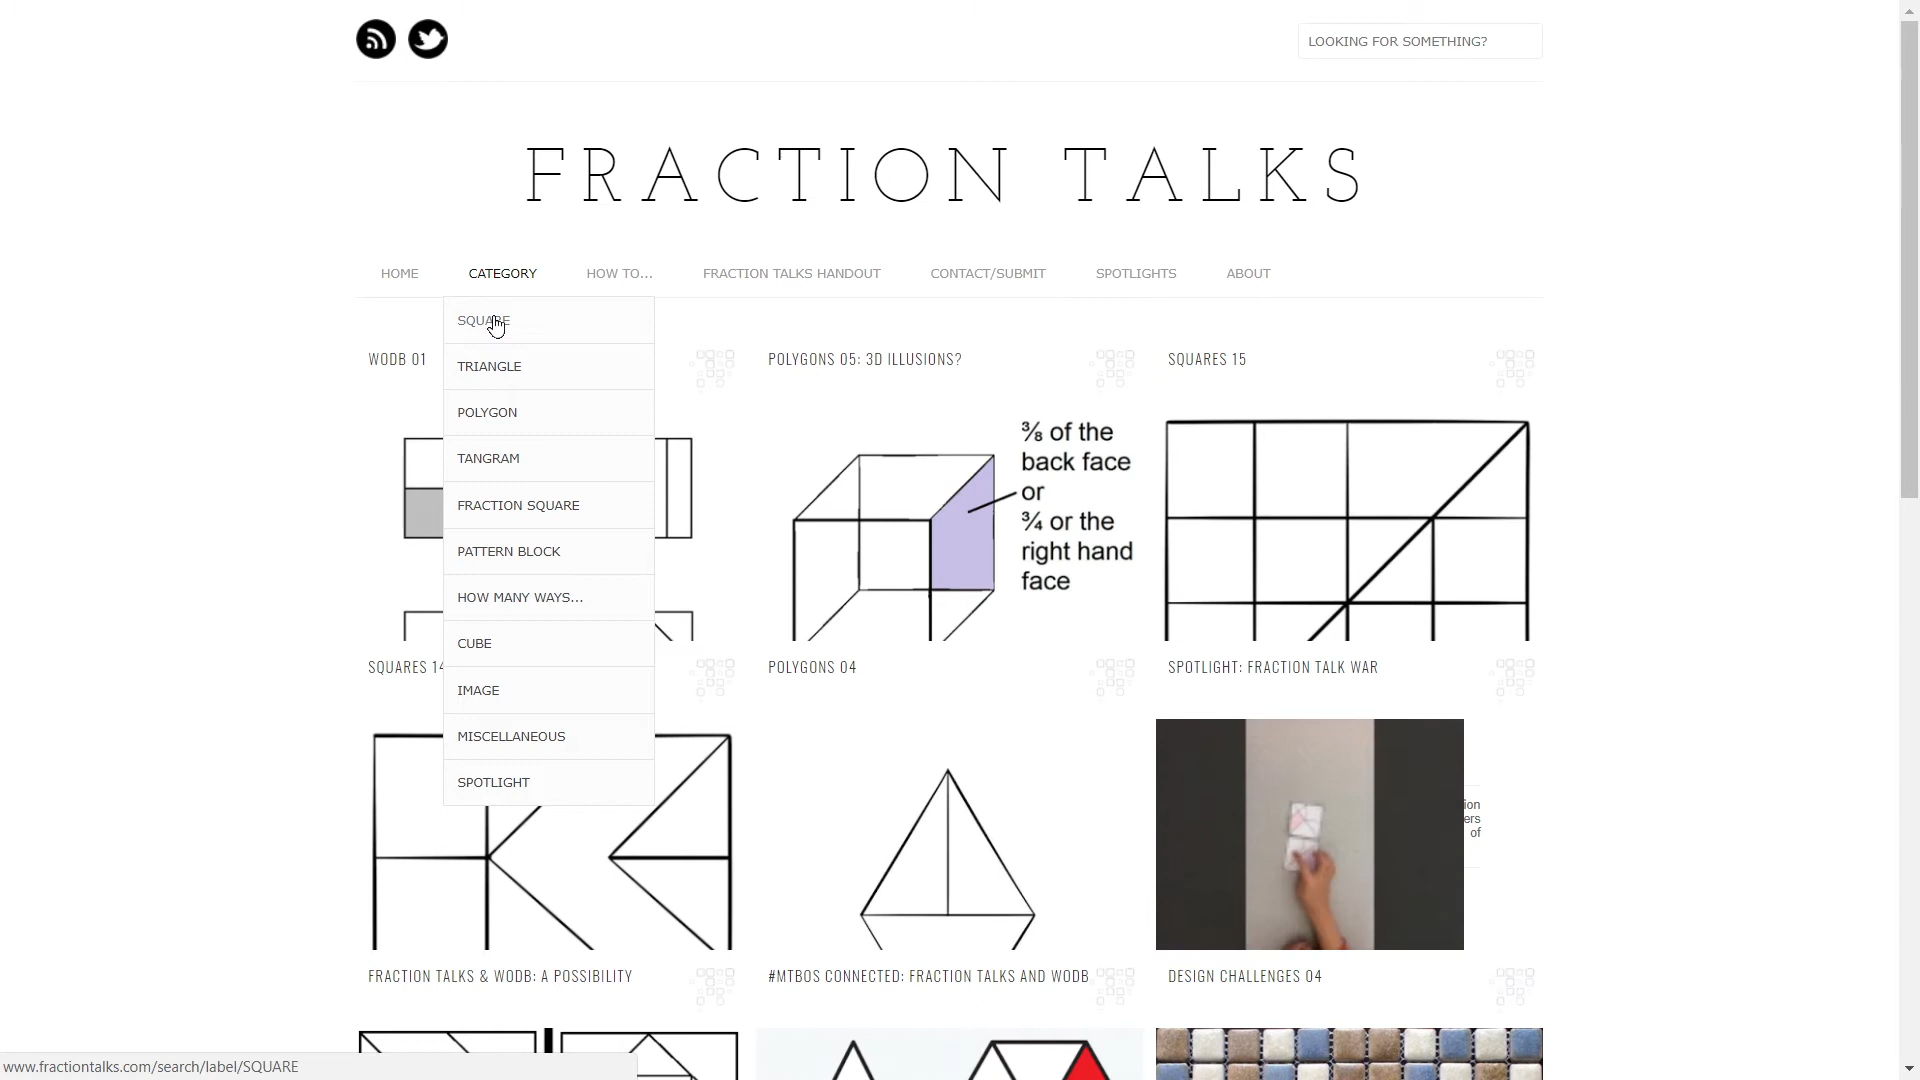 LOOKING FOR SOMETHING?
FRACTION TALKS
HOME CATEGORY HOW TO... FRACTION TALKS HANDOUT CONTACT/SUBMIT SPOTLIGHTS ABOUT
SQUARE
TRIANGLE
POLYGON
TANGRAM
FRACTION SQUARE
PATTERN BLOCK
HOW MANY WAYS...
CUBE
IMAGE
MISCELLANEOUS
SPOTLIGHT
WODB 01
POLYGONS 05: 3D ILLUSIONS?
SQUARES 15
⅜ of the
back face
or
¾ or the
right hand
face
SQUARES 14
POLYGONS 04
SPOTLIGHT: FRACTION TALK WAR
ion
ers
of
FRACTION TALKS & WODB: A POSSIBILITY
#MTBOS CONNECTED: FRACTION TALKS AND WODB
DESIGN CHALLENGES 04
www.fractiontalks.com/search/label/SQUARE